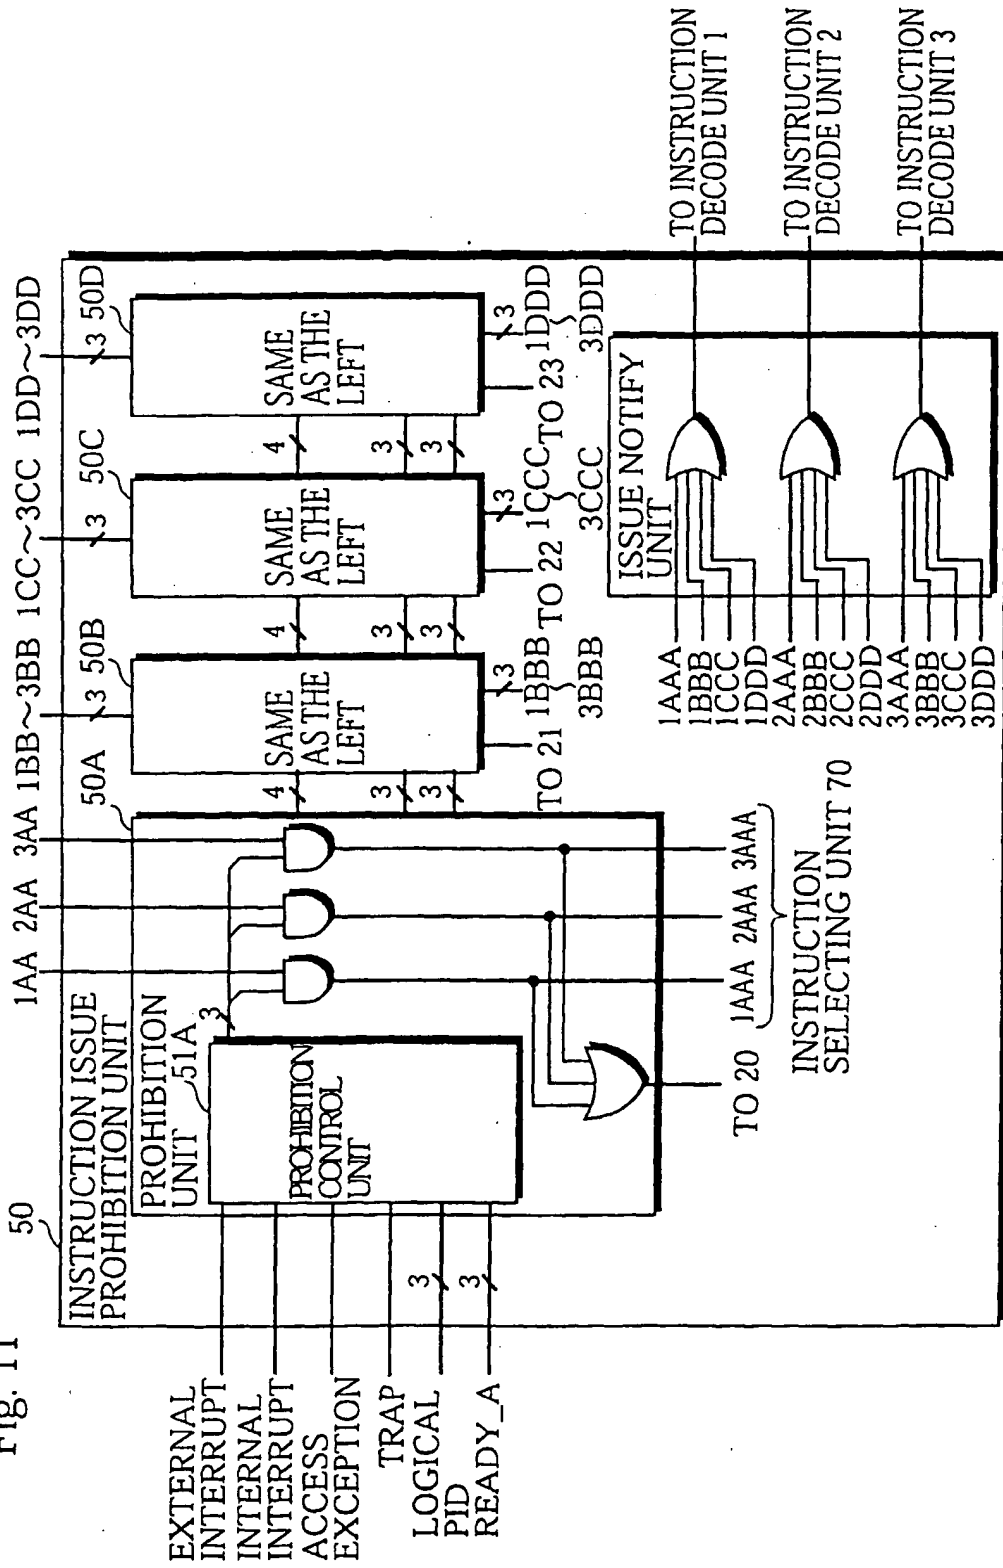 Fig. 11
50
INSTRUCTION ISSUE
PROHIBITION UNIT
1AA 2AA 3AA
1BB~3BB
1CC~3CC
1DD~3DD
3
3
3
50A
50B
50C
50D
PROHIBITION
UNIT
51A
3
PROHIBITION
CONTROL
UNIT
EXTERNAL
INTERRUPT
INTERNAL
INTERRUPT
ACCESS
EXCEPTION
TRAP
LOGICAL
PID
READY_A
3
3
4
3
3
SAME
AS THE
LEFT
4
3
3
SAME
AS THE
LEFT
4
3
3
SAME
AS THE
LEFT
TO 20
1AAA 2AAA 3AAA
INSTRUCTION
SELECTING UNIT 70
TO 21
3
1BBB~
3BBB
TO 22
3
1CCC~
3CCC
TO 23
3
1DDD~
3DDD
ISSUE NOTIFY
UNIT
1AAA
1BBB
1CCC
1DDD
2AAA
2BBB
2CCC
2DDD
3AAA
3BBB
3CCC
3DDD
TO INSTRUCTION
DECODE UNIT 1
TO INSTRUCTION
DECODE UNIT 2
TO INSTRUCTION
DECODE UNIT 3